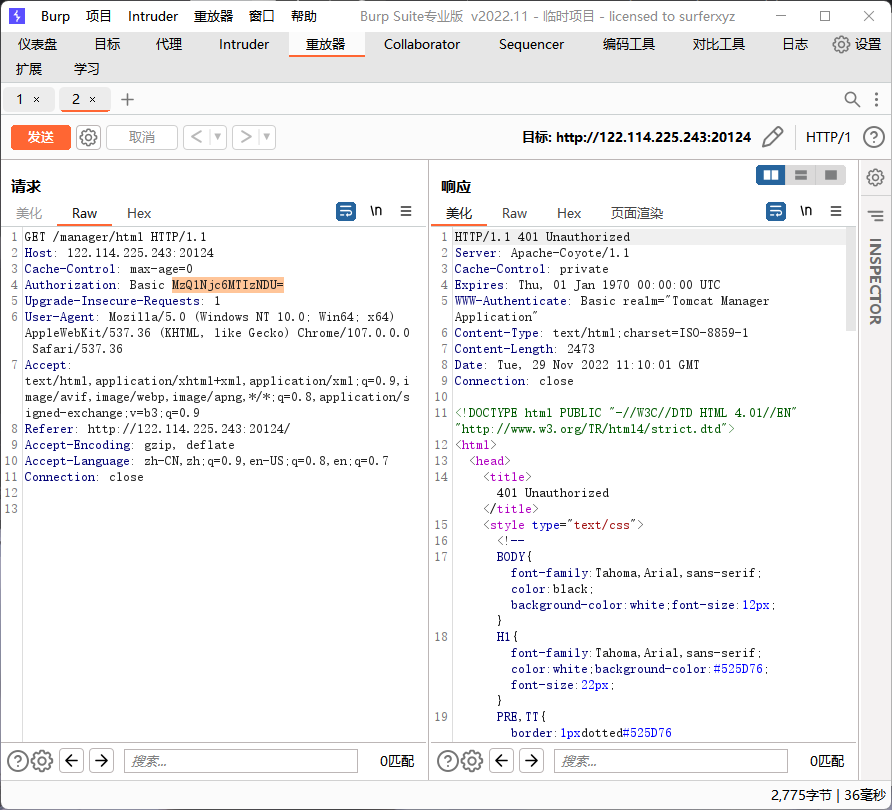 Burp 项目 Intruder 重放器 窗口 帮助 Burp Suite专业版 v2022.11 - 临时项目 - licensed to surferxyz
仪表盘 目标 代理 Intruder 重放器 Collaborator Sequencer 编码工具 对比工具 日志 设置
扩展 学习
1 × 2 × +
发送 取消 < > 目标: http://122.114.225.243:20124 HTTP/1
请求
美化 Raw Hex \n
1 GET /manager/html HTTP/1.1
2 Host: 122.114.225.243:20124
3 Cache-Control: max-age=0
4 Authorization: Basic MzQ1Njc6MTIzNDU=
5 Upgrade-Insecure-Requests: 1
6 User-Agent: Mozilla/5.0 (Windows NT 10.0; Win64; x64)
AppleWebKit/537.36 (KHTML, like Gecko) Chrome/107.0.0.0
Safari/537.36
7 Accept:
text/html,application/xhtml+xml,application/xml;q=0.9,i
mage/avif,image/webp,image/apng,*/*;q=0.8,application/s
igned-exchange;v=b3;q=0.9
8 Referer: http://122.114.225.243:20124/
9 Accept-Encoding: gzip, deflate
10 Accept-Language: zh-CN,zh;q=0.9,en-US;q=0.8,en;q=0.7
11 Connection: close
12
13
搜索... 0匹配
响应
美化 Raw Hex 页面渲染 \n
1 HTTP/1.1 401 Unauthorized
2 Server: Apache-Coyote/1.1
3 Cache-Control: private
4 Expires: Thu, 01 Jan 1970 00:00:00 UTC
5 WWW-Authenticate: Basic realm="Tomcat Manager
Application"
6 Content-Type: text/html;charset=ISO-8859-1
7 Content-Length: 2473
8 Date: Tue, 29 Nov 2022 11:10:01 GMT
9 Connection: close
10
11 <!DOCTYPE html PUBLIC "-//W3C//DTD HTML 4.01//EN"
"http://www.w3.org/TR/html4/strict.dtd">
12 <html>
13 <head>
14 <title>
401 Unauthorized
</title>
15 <style type="text/css">
16 <!--
17 BODY{
font-family:Tahoma,Arial,sans-serif;
color:black;
background-color:white;font-size:12px;
}
18 H1{
font-family:Tahoma,Arial,sans-serif;
color:white;background-color:#525D76;
font-size:22px;
}
19 PRE,TT{
border:1pxdotted#525D76
搜索... 0匹配
INSPECTOR
2,775字节 | 36毫秒